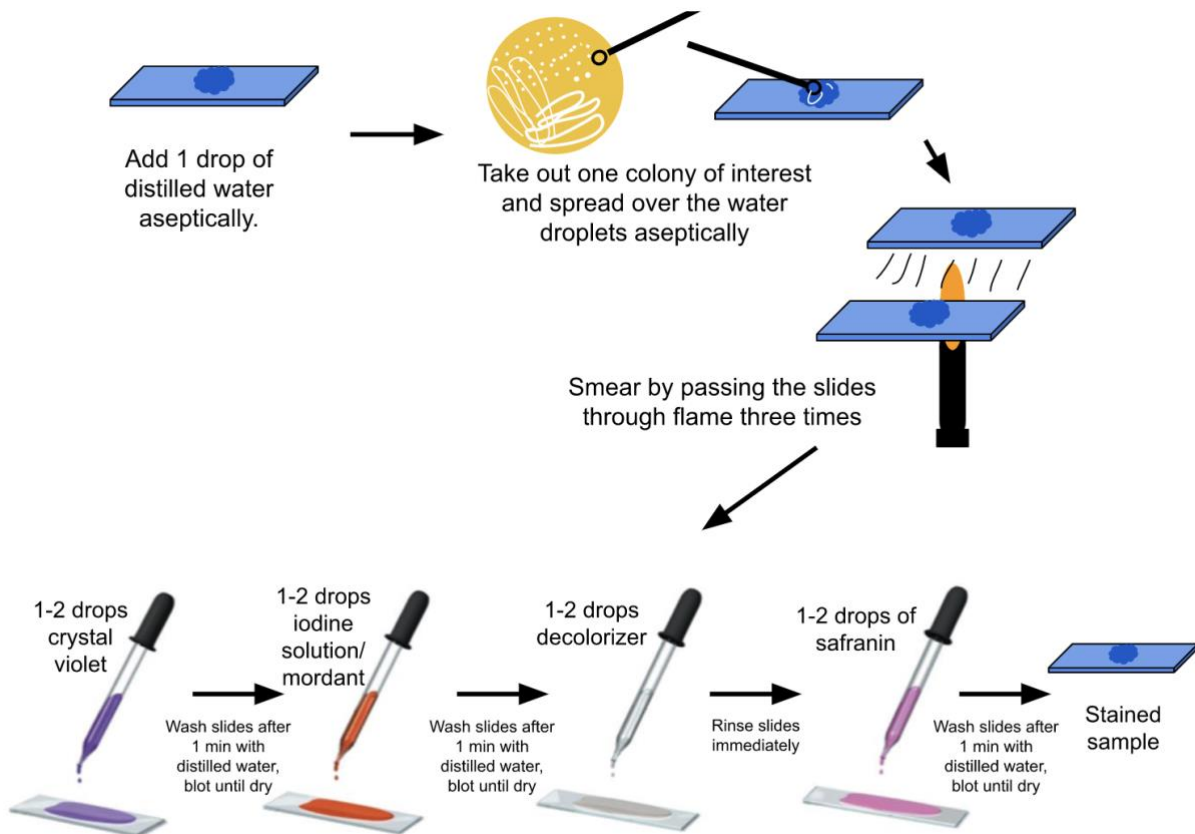 Add 1 drop of
distilled water
aseptically.
Take out one colony of interest
and spread over the water
droplets aseptically
Smear by passing the slides
through flame three times
1-2 drops
crystal
violet
Wash slides after
1 min with
distilled water,
blot until dry
1-2 drops
iodine
solution/
mordant
Wash slides after
1 min with
distilled water,
blot until dry
1-2 drops
decolorizer
Rinse slides
immediately
1-2 drops of
safranin
Wash slides after
1 min with
distilled water,
blot until dry
Stained
sample